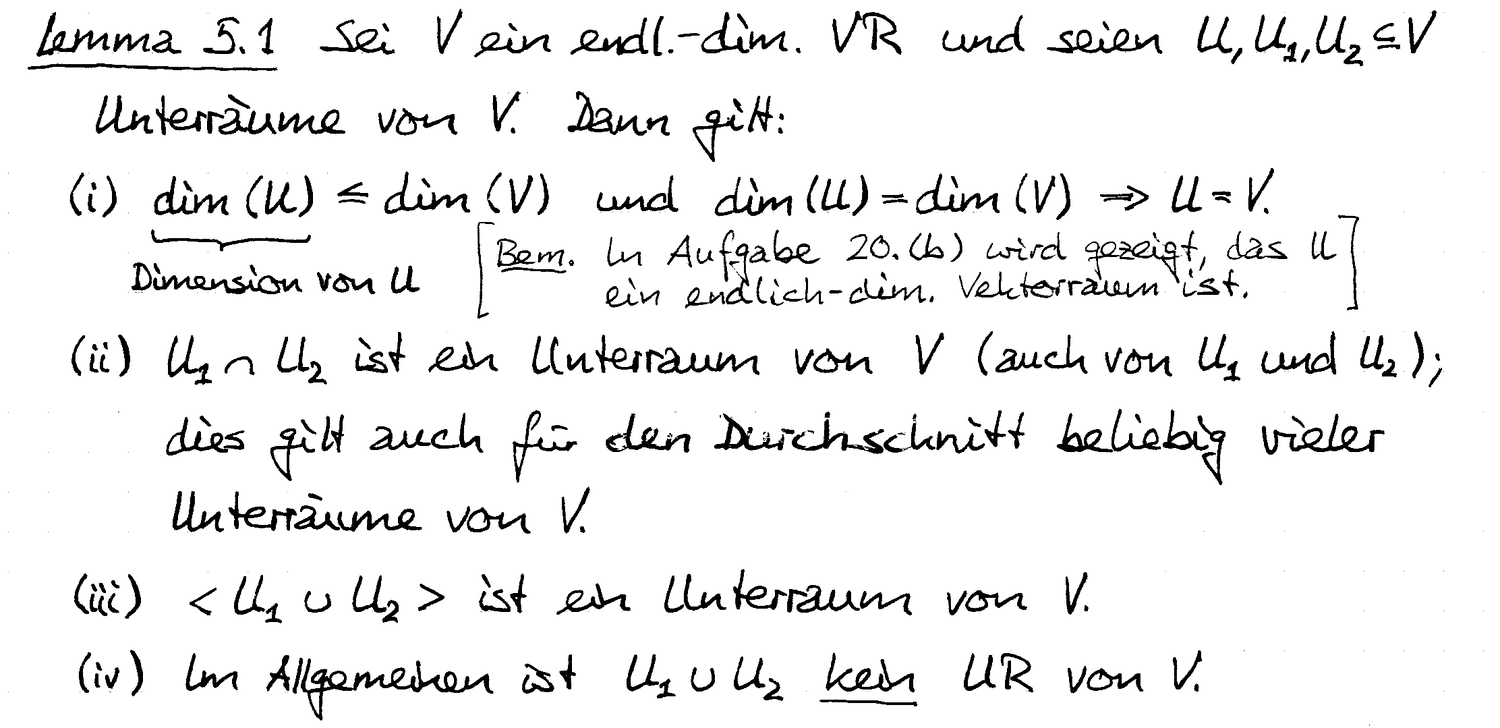 Lemma 5.1 Sei V ein endl.-dim. VR und seien U, U₁, U₂ ⊆ V
Unterräume von V. Dann gilt:
(i) dim (U) ≤ dim (V) und dim (U) = dim (V) ⇒ U = V.
Dimension von U
[Bem. In Aufgabe 20.(b) wird gezeigt, das U
ein endlich-dim. Vektorraum ist.]
(ii) U₁ ∩ U₂ ist ein Unterraum von V (auch von U₁ und U₂);
dies gilt auch für den Durchschnitt beliebig vieler
Unterräume von V.
(iii) < U₁ ∪ U₂ > ist ein Unterraum von V.
(iv) Im Allgemeinen ist U₁ ∪ U₂ kein UR von V.